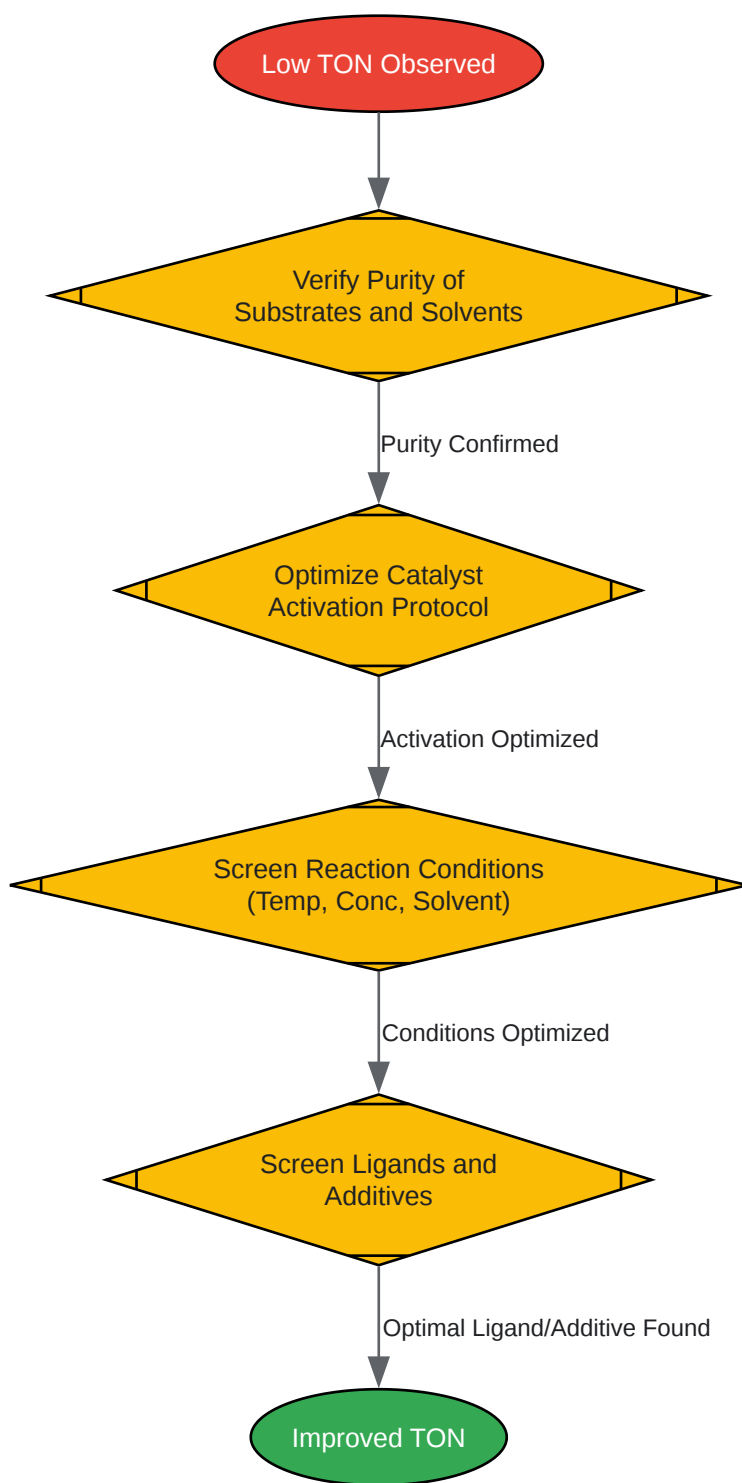 Low TON Observed
Verify Purity of
Substrates and Solvents
Purity Confirmed
Optimize Catalyst
Activation Protocol
Activation Optimized
Screen Reaction Conditions
(Temp, Conc, Solvent)
Conditions Optimized
Screen Ligands and
Additives
Optimal Ligand/Additive Found
Improved TON